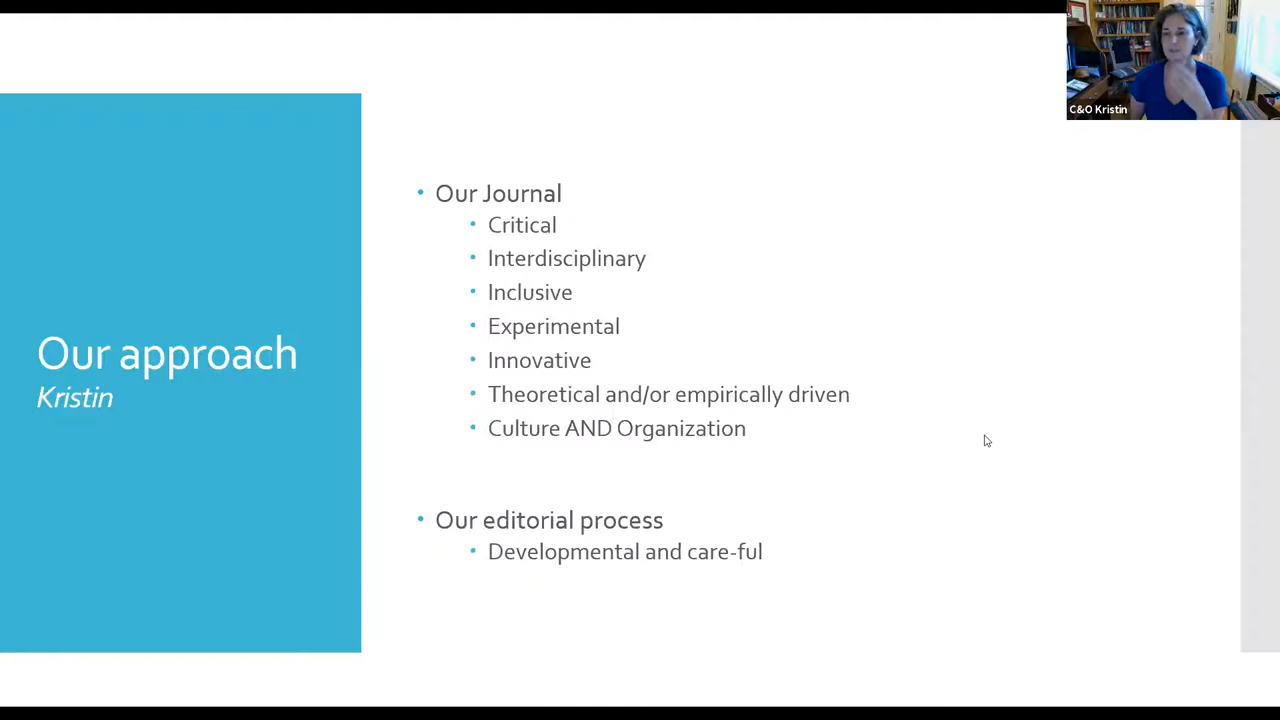 C&O Kristin
Our approach
Kristin
• Our Journal
• Critical
• Interdisciplinary
• Inclusive
• Experimental
• Innovative
• Theoretical and/or empirically driven
• Culture AND Organization
• Our editorial process
• Developmental and care-ful